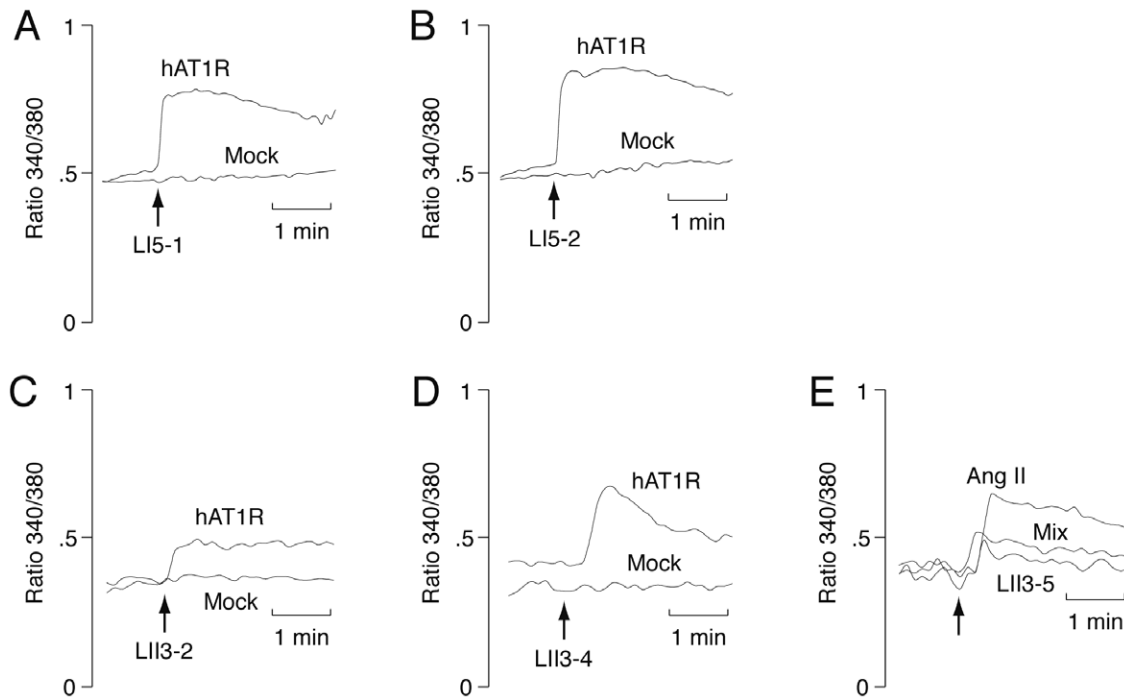 A
Ratio 340/380
1
.5
0
hAT1R
Mock
LI5-1
1 min
B
Ratio 340/380
1
.5
0
hAT1R
Mock
LI5-2
1 min
C
Ratio 340/380
1
.5
0
hAT1R
Mock
LII3-2
1 min
D
Ratio 340/380
1
.5
0
hAT1R
Mock
LII3-4
1 min
E
Ratio 340/380
1
.5
0
Ang II
Mix
LII3-5
1 min